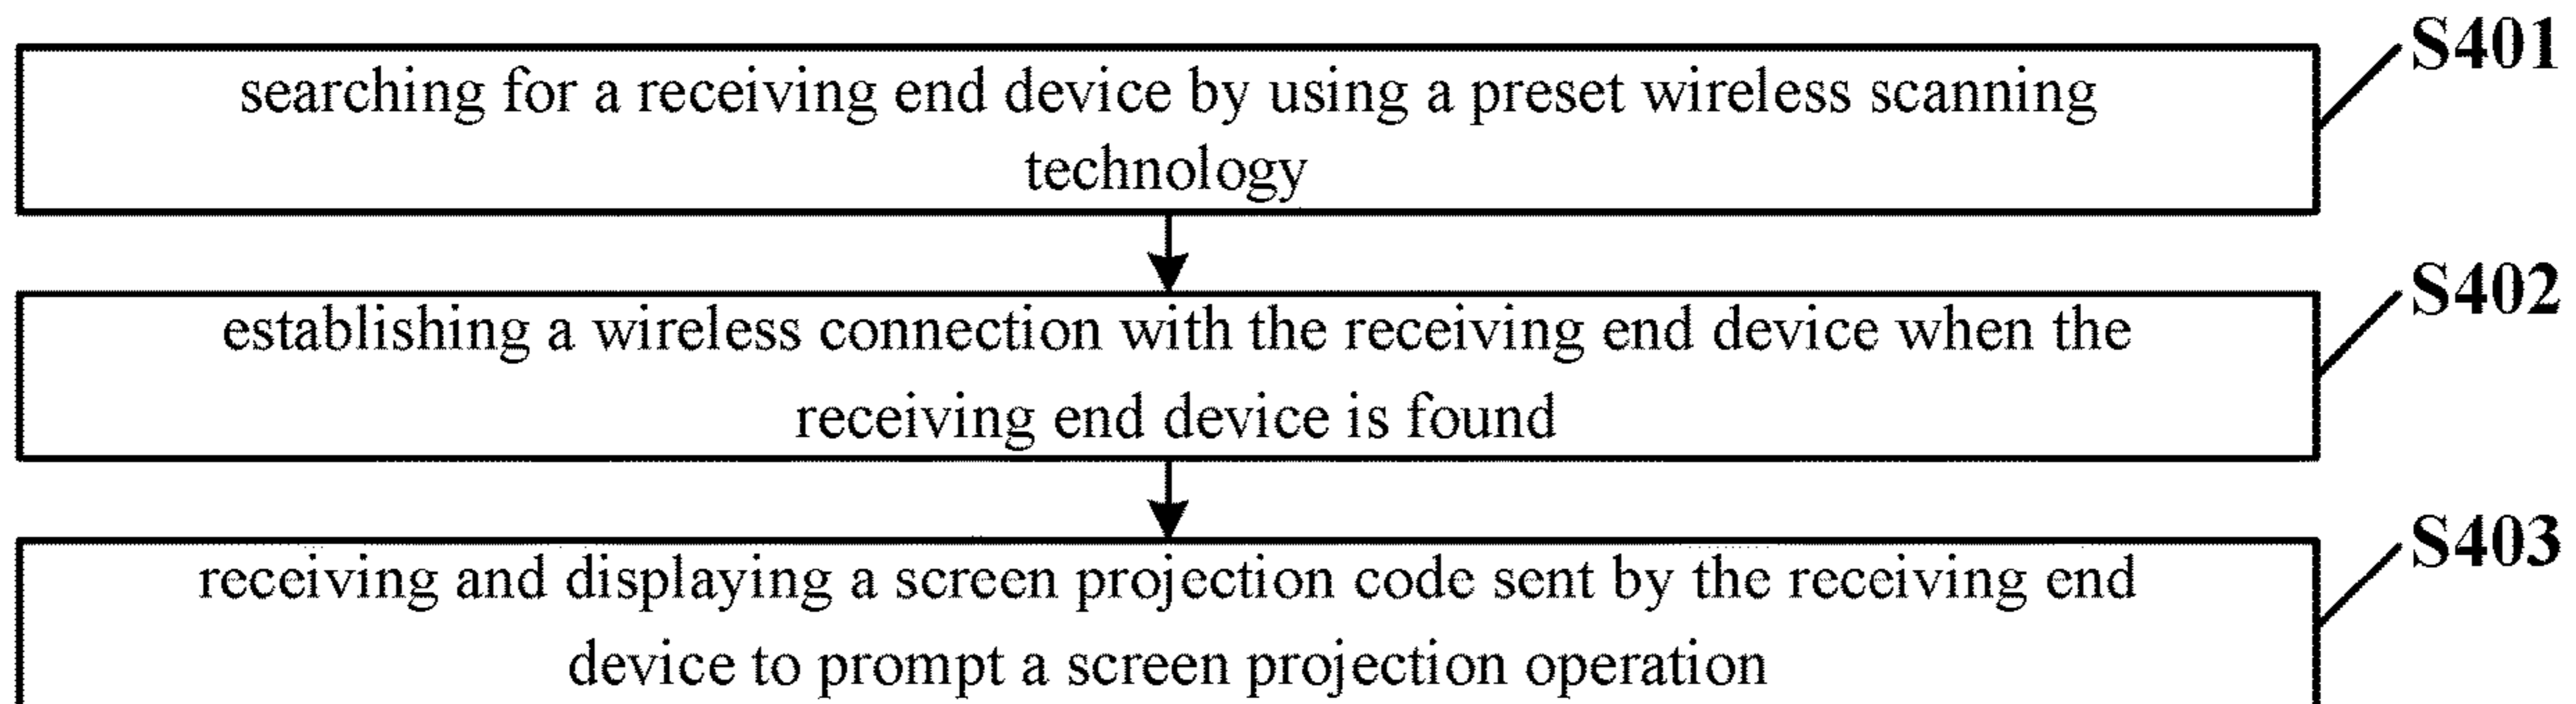 S401
searching for a receiving end device by using a preset wireless scanning
technology
S402
establishing a wireless connection with the receiving end device when the
receiving end device is found
S403
receiving and displaying a screen projection code sent by the receiving end
device to prompt a screen projection operation